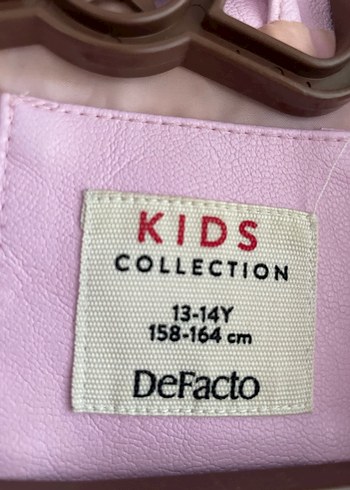 KIDS
COLLECTION
13-14Y
158-164 cm
DeFacto